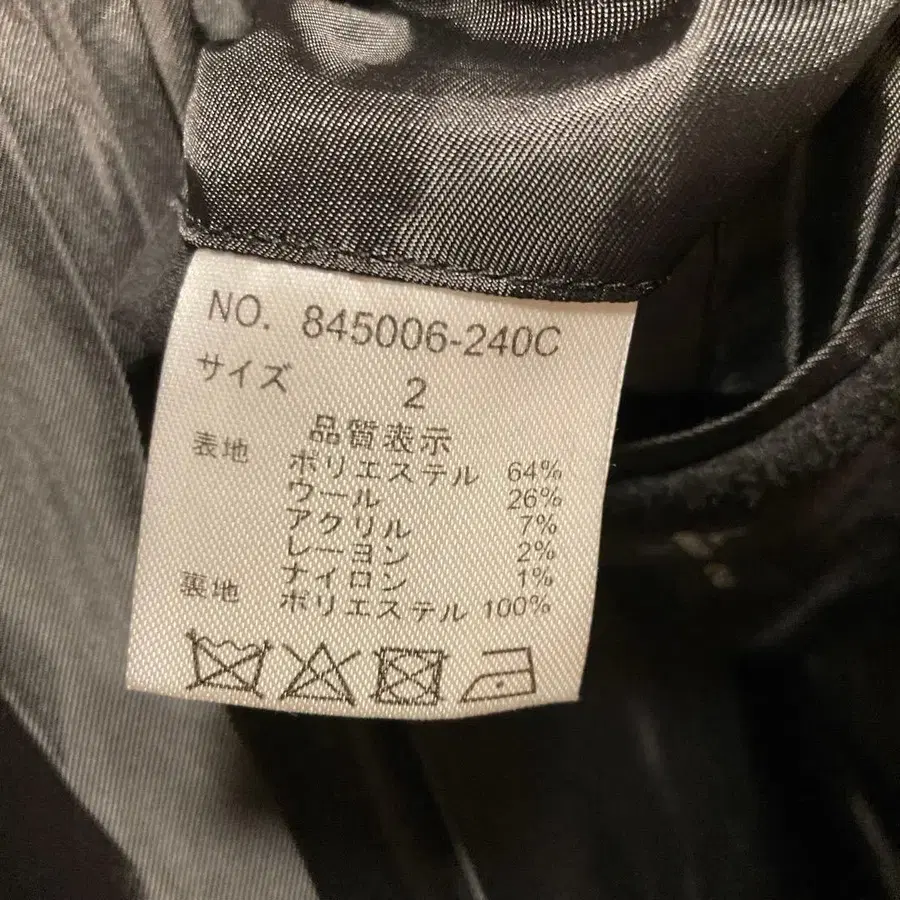 NO. 845006-240C
サイズ 2
品質表示
表地 ポリエステル 64%
ウール 26%
アクリル 7%
レーヨン 2%
ナイロン 1%
裏地 ポリエステル 100%